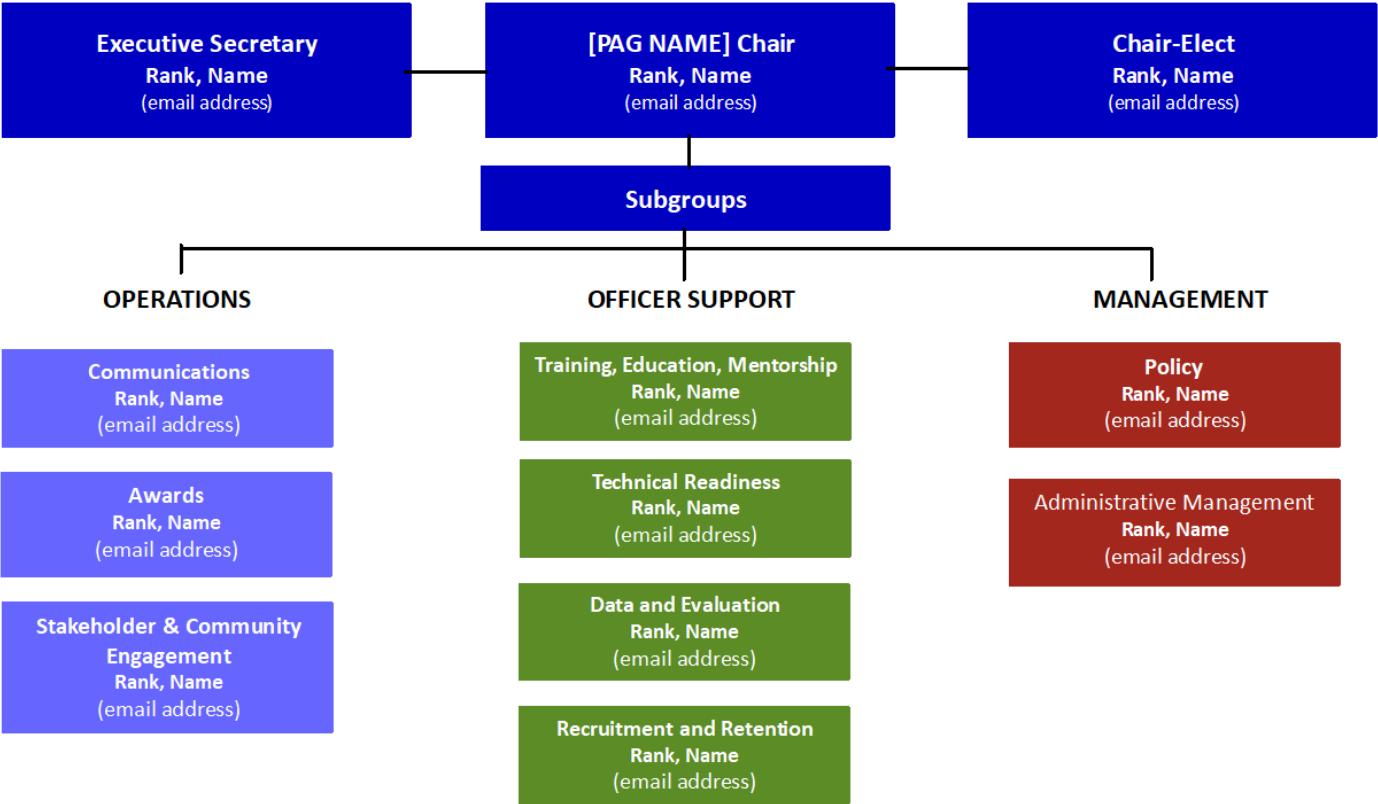 Executive Secretary
Rank, Name
(email address)
[PAG NAME] Chair
Rank, Name
(email address)
Chair-Elect
Rank, Name
(email address)
Subgroups
OPERATIONS
Communications
Rank, Name
(email address)
Awards
Rank, Name
(email address)
Stakeholder & Community
Engagement
Rank, Name
(email address)
OFFICER SUPPORT
Training, Education, Mentorship
Rank, Name
(email address)
Technical Readiness
Rank, Name
(email address)
Data and Evaluation
Rank, Name
(email address)
Recruitment and Retention
Rank, Name
(email address)
MANAGEMENT
Policy
Rank, Name
(email address)
Administrative Management
Rank, Name
(email address)